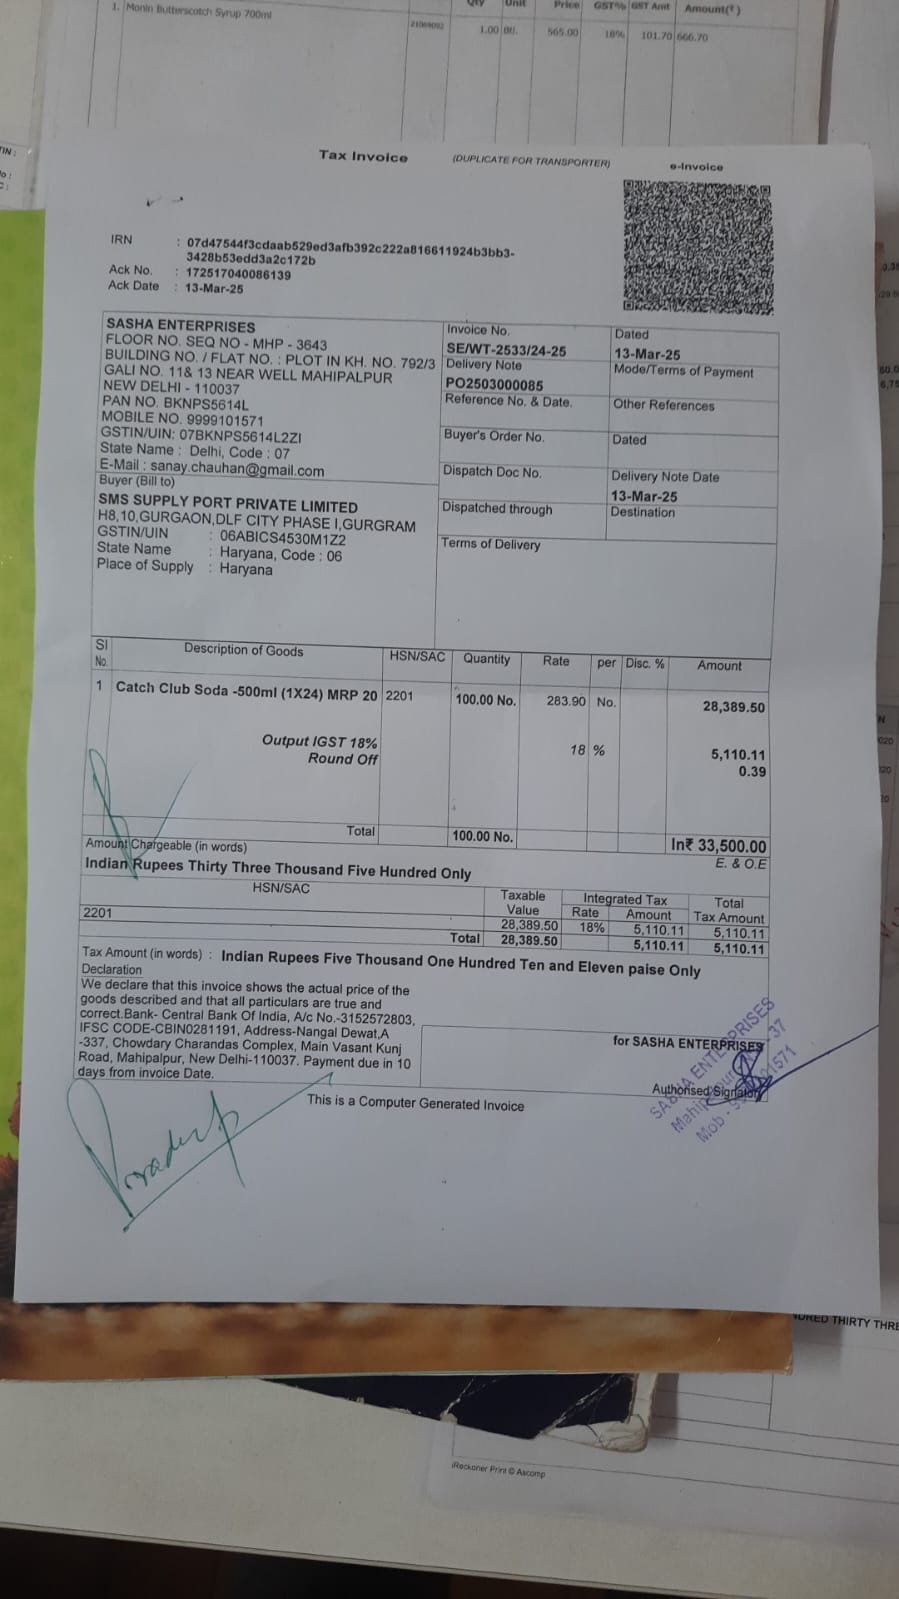 1. Monin Butterscotch Syrup 700ml
Qty Unit Price GST% GST Amt Amount(₹)
21069092 1.00 Btl. 565.00 18% 101.70 666.70
Tax Invoice (DUPLICATE FOR TRANSPORTER) e-Invoice
IRN : 07d47544f3cdaab529ed3afb392c222a816611924b3bb3-
3428b53edd3a2c172b
Ack No. : 172517040086139
Ack Date : 13-Mar-25
SASHA ENTERPRISES
FLOOR NO. SEQ NO - MHP - 3643
BUILDING NO. / FLAT NO. : PLOT IN KH. NO. 792/3
GALI NO. 11& 13 NEAR WELL MAHIPALPUR
NEW DELHI - 110037
PAN NO. BKNPS5614L
MOBILE NO. 9999101571
GSTIN/UIN: 07BKNPS5614L2ZI
State Name : Delhi, Code : 07
E-Mail : sanay.chauhan@gmail.com
Invoice No. Dated
SE/WT-2533/24-25 13-Mar-25
Delivery Note Mode/Terms of Payment
PO2503000085
Reference No. & Date. Other References
Buyer's Order No. Dated
Dispatch Doc No. Delivery Note Date
13-Mar-25
Dispatched through Destination
Terms of Delivery
Buyer (Bill to)
SMS SUPPLY PORT PRIVATE LIMITED
H8,10,GURGAON,DLF CITY PHASE I,GURGRAM
GSTIN/UIN : 06ABICS4530M1Z2
State Name : Haryana, Code : 06
Place of Supply : Haryana
Sl No. Description of Goods HSN/SAC Quantity Rate per Disc. % Amount
1 Catch Club Soda -500ml (1X24) MRP 20 2201 100.00 No. 283.90 No. 28,389.50
Output IGST 18% 18 % 5,110.11
Round Off 0.39
Total 100.00 No. In₹ 33,500.00
Amount Chargeable (in words) E. & O.E
Indian Rupees Thirty Three Thousand Five Hundred Only
HSN/SAC Taxable Value Integrated Tax Total Tax Amount
Rate Amount
2201 28,389.50 18% 5,110.11 5,110.11
Total 28,389.50 5,110.11 5,110.11
Tax Amount (in words) : Indian Rupees Five Thousand One Hundred Ten and Eleven paise Only
Declaration
We declare that this invoice shows the actual price of the
goods described and that all particulars are true and
correct.Bank- Central Bank Of India, A/c No.-3152572803,
IFSC CODE-CBIN0281191, Address-Nangal Dewat,A
-337, Chowdary Charandas Complex, Main Vasant Kunj
Road, Mahipalpur, New Delhi-110037. Payment due in 10
days from invoice Date.
for SASHA ENTERPRISES
Authorised Signatory
SASHA ENTERPRISES
This is a Computer Generated Invoice
THIRTY THRE
iReckoner Print © Ascomp